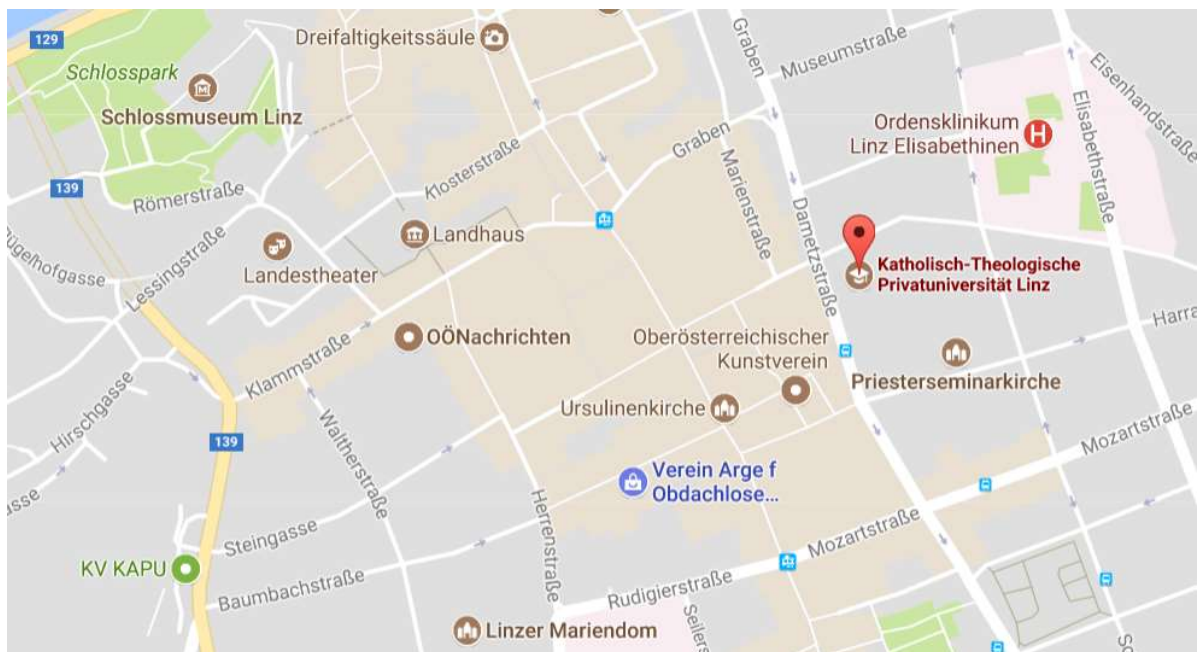 129
Dreifaltigkeitssäule
Graben
Museumstraße
Schlosspark
Schlossmuseum Linz
Eisenhandstraße
Ordensklinikum
Linz Elisabethinen
Elisabethstraße
Klosterstraße
Graben
Marienstraße
139
Römerstraße
Dametzstraße
Landhaus
Landestheater
Lessingstraße
Katholisch-Theologische
Privatuniversität Linz
OÖNachrichten
Oberösterreichischer
Kunstverein
Harra
Klammstraße
Priesterseminarkirche
Hirschgasse
Ursulinenkirche
Waltherstraße
Mozartstraße
139
Verein Arge f
Obdachlose...
Herrenstraße
Steingasse
Mozartstraße
KV KAPU
Baumbachstraße
Rudigierstraße
Linzer Mariendom